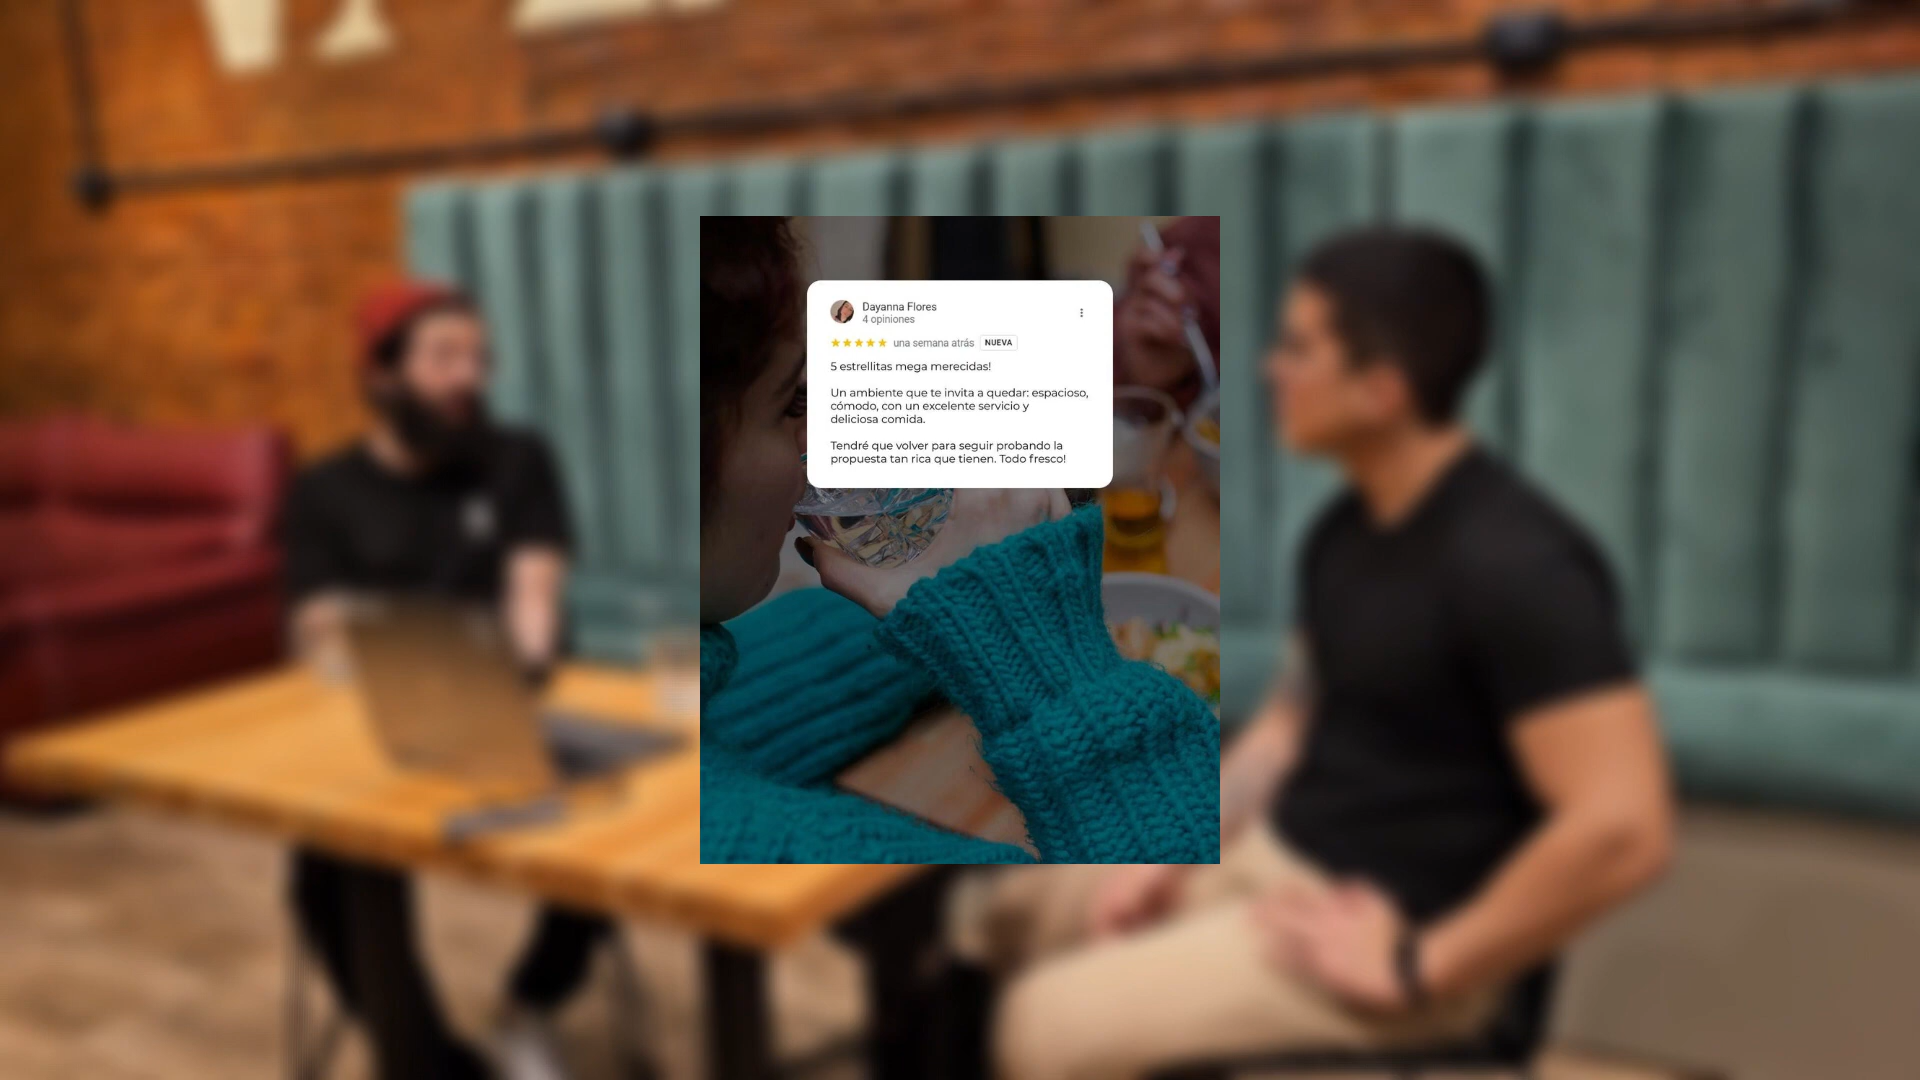 Dayanna Flores
4 opiniones
una semana atrás NUEVA
5 estrellitas mega merecidas!
Un ambiente que te invita a quedar: espacioso,
cómodo, con un excelente servicio y
deliciosa comida.
Tendré que volver para seguir probando la
propuesta tan rica que tienen. Todo fresco!